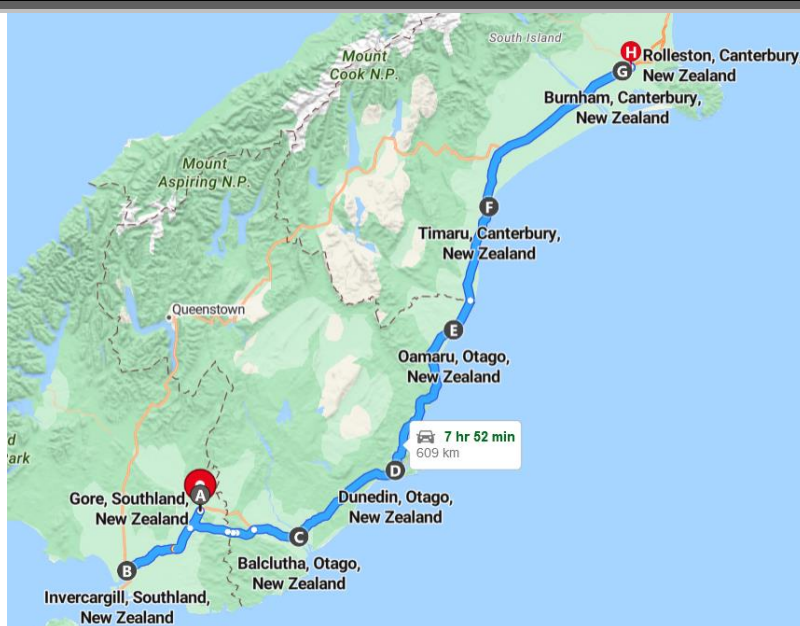 South Island
H
Rolleston, Canterbury,
New Zealand
Mount
Cook N.P.
G
Burnham, Canterbury,
New Zealand
Mount
Aspiring N.P.
F
Timaru, Canterbury,
New Zealand
Queenstown
E
Oamaru, Otago,
New Zealand
7 hr 52 min
609 km
d
ark
D
Dunedin, Otago,
New Zealand
A
Gore, Southland,
New Zealand
C
Balclutha, Otago,
New Zealand
B
Invercargill, Southland,
New Zealand